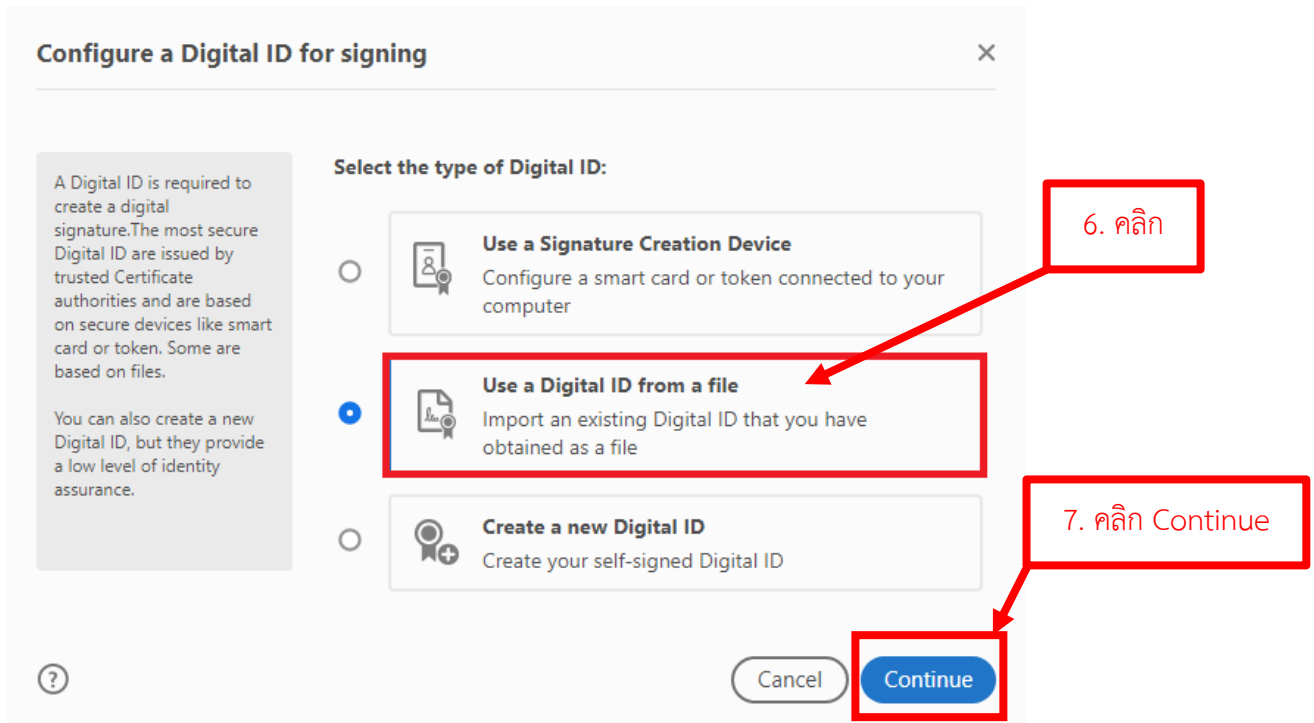 Configure a Digital ID for signing
A Digital ID is required to
create a digital
signature.The most secure
Digital ID are issued by
trusted Certificate
authorities and are based
on secure devices like smart
card or token. Some are
based on files.
You can also create a new
Digital ID, but they provide
a low level of identity
assurance.
Select the type of Digital ID:
Use a Signature Creation Device
Configure a smart card or token connected to your
computer
6. คลิก
Use a Digital ID from a file
Import an existing Digital ID that you have
obtained as a file
Create a new Digital ID
Create your self-signed Digital ID
7. คลิก Continue
?
Cancel
Continue